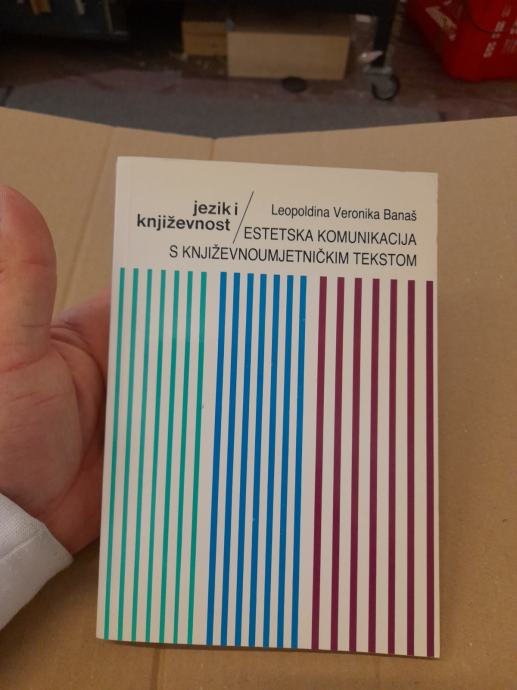 jezik i
književnost
Leopoldina Veronika Banaš
ESTETSKA KOMUNIKACIJA
S KNJIŽEVNOUMJETNIČKIM TEKSTOM